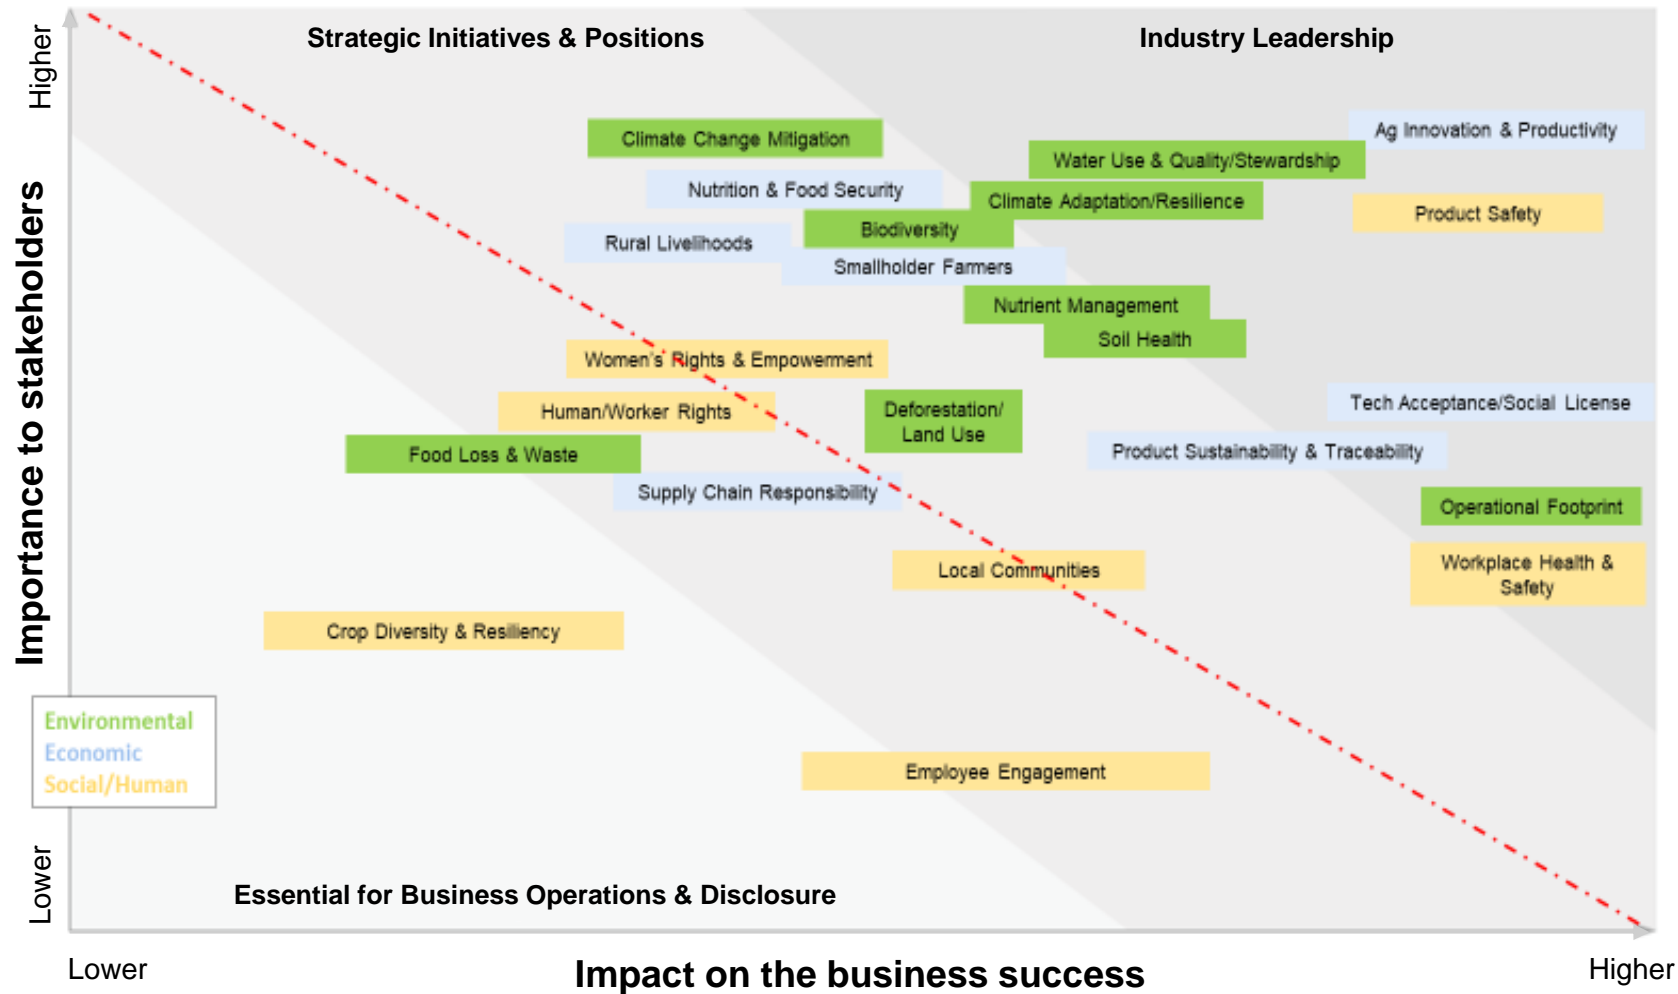 Higher
Strategic Initiatives & Positions
Industry Leadership
Ag Innovation & Productivity
Climate Change Mitigation
Water Use & Quality/Stewardship
Nutrition & Food Security
Climate Adaptation/Resilience
Product Safety
Biodiversity
Rural Livelihoods
Smallholder Farmers
Nutrient Management
Soil Health
Women's Rights & Empowerment
Tech Acceptance/Social License
Human/Worker Rights
Deforestation/
Land Use
Food Loss & Waste
Product Sustainability & Traceability
Supply Chain Responsibility
Operational Footprint
Local Communities
Workplace Health &
Safety
Crop Diversity & Resiliency
Importance to stakeholders
Environmental
Economic
Social/Human
Employee Engagement
Lower
Essential for Business Operations & Disclosure
Lower
Impact on the business success
Higher